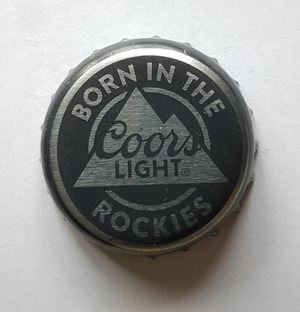 BORN IN THE
Coors
LIGHT®
ROCKIES